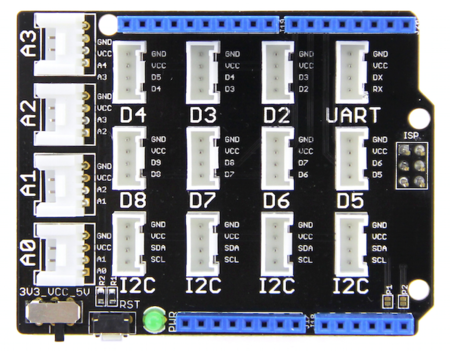 A3
GND
VCC
A4
A3
GND
VCC
D5
D4
D4
GND
VCC
D4
D3
D3
GND
VCC
D3
D2
D2
GND
VCC
DX
RX
UART
A2
GND
VCC
A3
A2
GND
VCC
D9
D8
D8
GND
VCC
D8
D7
D7
GND
VCC
D7
D6
D6
GND
VCC
D6
D5
D5
ISP
A1
GND
VCC
A2
A1
GND
VCC
SDA
SCL
I2C
GND
VCC
SDA
SCL
I2C
GND
VCC
SDA
SCL
I2C
GND
VCC
SDA
SCL
I2C
A0
GND
VCC
A1
A0
3V3 VCC 5V
R2
R1
RST
PWR
P1
P2